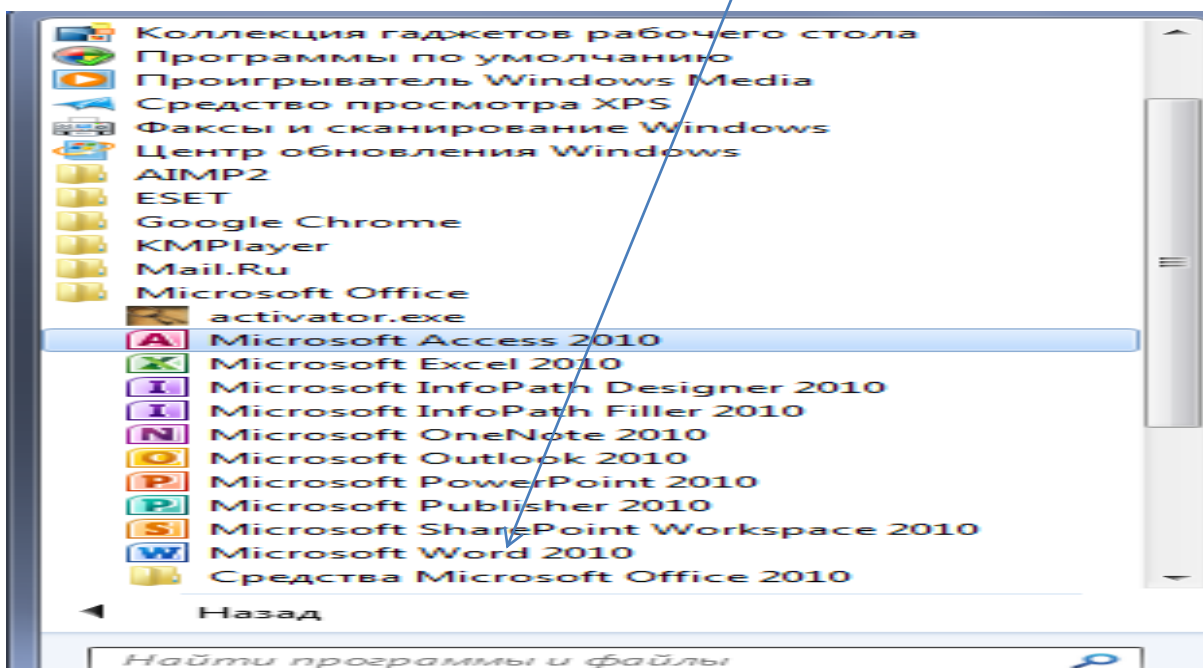 Коллекция гаджетов рабочего стола
Программы по умолчанию
Проигрыватель Windows Media
Средство просмотра XPS
Факсы и сканирование Windows
Центр обновления Windows
AIMP2
ESET
Google Chrome
KMPlayer
Mail.Ru
Microsoft Office
activator.exe
Microsoft Access 2010
Microsoft Excel 2010
Microsoft InfoPath Designer 2010
Microsoft InfoPath Filler 2010
Microsoft OneNote 2010
Microsoft Outlook 2010
Microsoft PowerPoint 2010
Microsoft Publisher 2010
Microsoft SharePoint Workspace 2010
Microsoft Word 2010
Средства Microsoft Office 2010
Назад
Найти программы и файлы